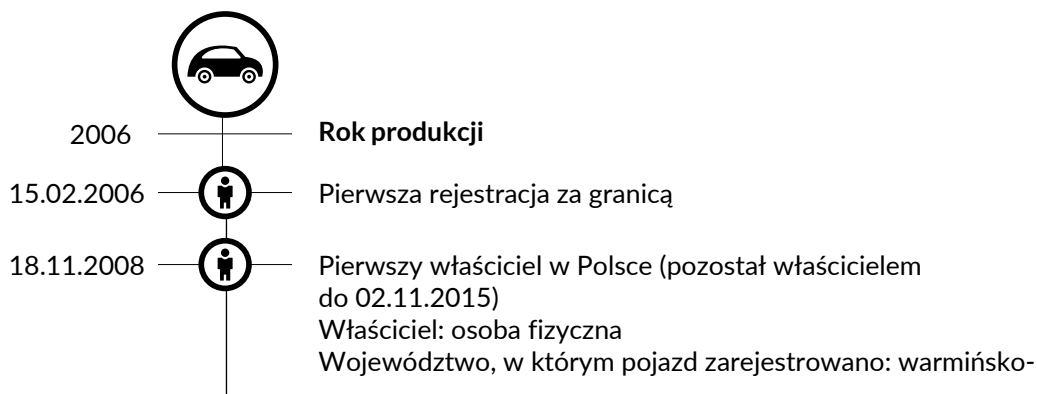 2006 Rok produkcji
15.02.2006 Pierwsza rejestracja za granicą
18.11.2008 Pierwszy właściciel w Polsce (pozostał właścicielem
do 02.11.2015)
Właściciel: osoba fizyczna
Województwo, w którym pojazd zarejestrowano: warmińsko-